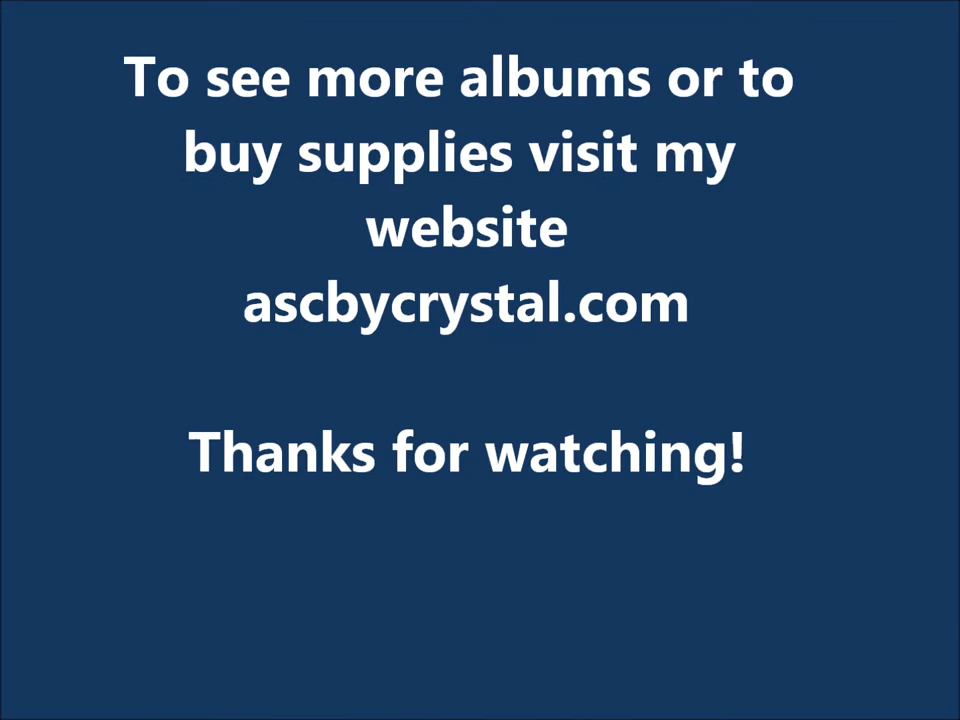 To see more albums or to
buy supplies visit my
website
ascbycrystal.com
Thanks for watching!